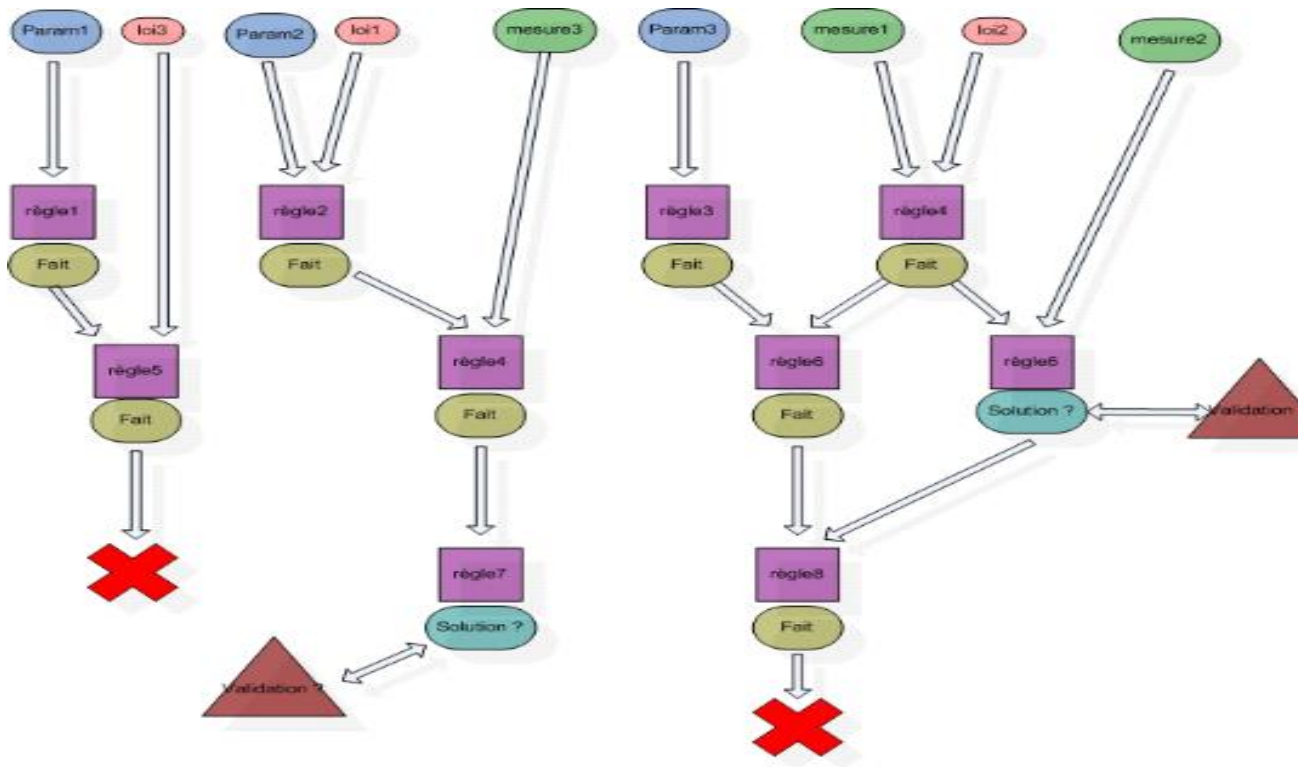 Param1
loi3
Param2
loi1
mesure3
Param3
mesure1
loi2
mesure2
règle1
règle2
règle3
règle4
Fait
Fait
Fait
Fait
règle5
règle4
règle6
règle6
Fait
Fait
Fait
Solution ?
Validation
règle7
règle8
Solution ?
Fait
Validation ?